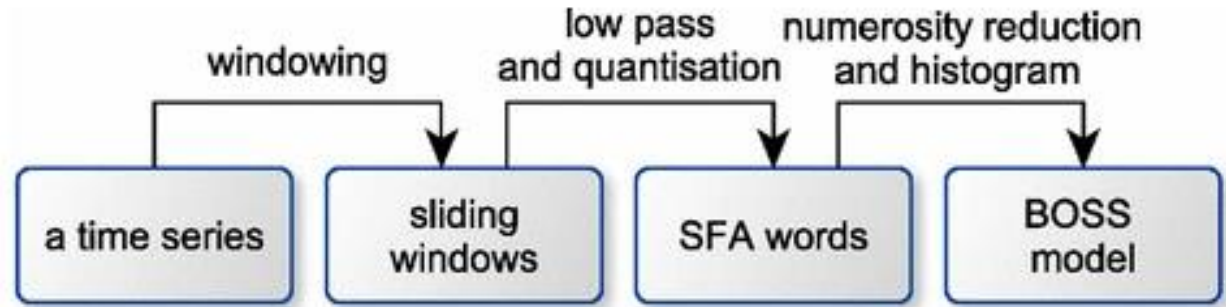 windowing
low pass
and quantisation
numerosity reduction
and histogram
a time series
sliding
windows
SFA words
BOSS
model